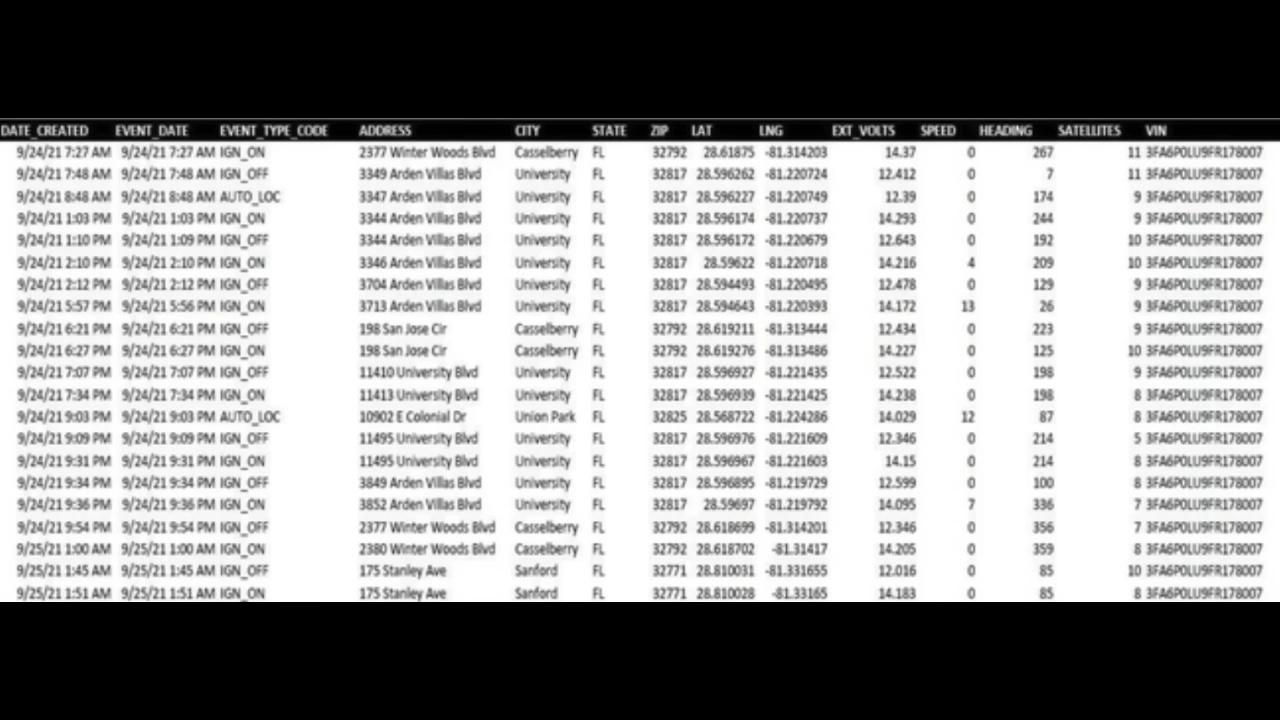 DATE_CREATED EVENT_DATE EVENT_TYPE_CODE ADDRESS CITY STATE ZIP LAT LNG EXT_VOLTS SPEED HEADING SATELLITES VIN
9/24/21 7:27 AM 9/24/21 7:27 AM IGN_ON 2377 Winter Woods Blvd Casselberry FL 32792 28.61875 -81.314203 14.37 0 267 11 3FA6P0LU9FR178007
9/24/21 7:48 AM 9/24/21 7:48 AM IGN_OFF 3349 Arden Villas Blvd University FL 32817 28.596262 -81.220724 12.412 0 7 11 3FA6P0LU9FR178007
9/24/21 8:48 AM 9/24/21 8:48 AM AUTO_LOC 3347 Arden Villas Blvd University FL 32817 28.596227 -81.220749 12.39 0 174 9 3FA6P0LU9FR178007
9/24/21 1:03 PM 9/24/21 1:03 PM IGN_ON 3344 Arden Villas Blvd University FL 32817 28.596174 -81.220737 14.293 0 244 9 3FA6P0LU9FR178007
9/24/21 1:10 PM 9/24/21 1:09 PM IGN_OFF 3344 Arden Villas Blvd University FL 32817 28.596172 -81.220679 12.643 0 192 10 3FA6P0LU9FR178007
9/24/21 2:10 PM 9/24/21 2:10 PM IGN_ON 3346 Arden Villas Blvd University FL 32817 28.59622 -81.220718 14.216 4 209 10 3FA6P0LU9FR178007
9/24/21 2:12 PM 9/24/21 2:12 PM IGN_OFF 3704 Arden Villas Blvd University FL 32817 28.594493 -81.220495 12.478 0 129 9 3FA6P0LU9FR178007
9/24/21 5:57 PM 9/24/21 5:56 PM IGN_ON 3713 Arden Villas Blvd University FL 32817 28.594643 -81.220393 14.172 13 26 9 3FA6P0LU9FR178007
9/24/21 6:21 PM 9/24/21 6:21 PM IGN_OFF 198 San Jose Cir Casselberry FL 32792 28.619211 -81.313444 12.434 0 223 9 3FA6P0LU9FR178007
9/24/21 6:27 PM 9/24/21 6:27 PM IGN_ON 198 San Jose Cir Casselberry FL 32792 28.619276 -81.313486 14.227 0 125 10 3FA6P0LU9FR178007
9/24/21 7:07 PM 9/24/21 7:07 PM IGN_OFF 11410 University Blvd University FL 32817 28.596927 -81.221435 12.522 0 198 9 3FA6P0LU9FR178007
9/24/21 7:34 PM 9/24/21 7:34 PM IGN_ON 11413 University Blvd University FL 32817 28.596939 -81.221425 14.238 0 198 8 3FA6P0LU9FR178007
9/24/21 9:03 PM 9/24/21 9:03 PM AUTO_LOC 10902 E Colonial Dr Union Park FL 32825 28.568722 -81.224286 14.029 12 87 8 3FA6P0LU9FR178007
9/24/21 9:09 PM 9/24/21 9:09 PM IGN_OFF 11495 University Blvd University FL 32817 28.596976 -81.221609 12.346 0 214 5 3FA6P0LU9FR178007
9/24/21 9:31 PM 9/24/21 9:31 PM IGN_ON 11495 University Blvd University FL 32817 28.596967 -81.221603 14.15 0 214 8 3FA6P0LU9FR178007
9/24/21 9:34 PM 9/24/21 9:34 PM IGN_OFF 3849 Arden Villas Blvd University FL 32817 28.596895 -81.219729 12.599 0 100 8 3FA6P0LU9FR178007
9/24/21 9:36 PM 9/24/21 9:36 PM IGN_ON 3852 Arden Villas Blvd University FL 32817 28.59697 -81.219792 14.095 7 336 7 3FA6P0LU9FR178007
9/24/21 9:54 PM 9/24/21 9:54 PM IGN_OFF 2377 Winter Woods Blvd Casselberry FL 32792 28.618699 -81.314201 12.346 0 356 7 3FA6P0LU9FR178007
9/25/21 1:00 AM 9/25/21 1:00 AM IGN_ON 2380 Winter Woods Blvd Casselberry FL 32792 28.618702 -81.31417 14.205 0 359 8 3FA6P0LU9FR178007
9/25/21 1:45 AM 9/25/21 1:45 AM IGN_OFF 175 Stanley Ave Sanford FL 32771 28.810031 -81.331655 12.016 0 85 10 3FA6P0LU9FR178007
9/25/21 1:51 AM 9/25/21 1:51 AM IGN_ON 175 Stanley Ave Sanford FL 32771 28.810028 -81.33165 14.183 0 85 8 3FA6P0LU9FR178007